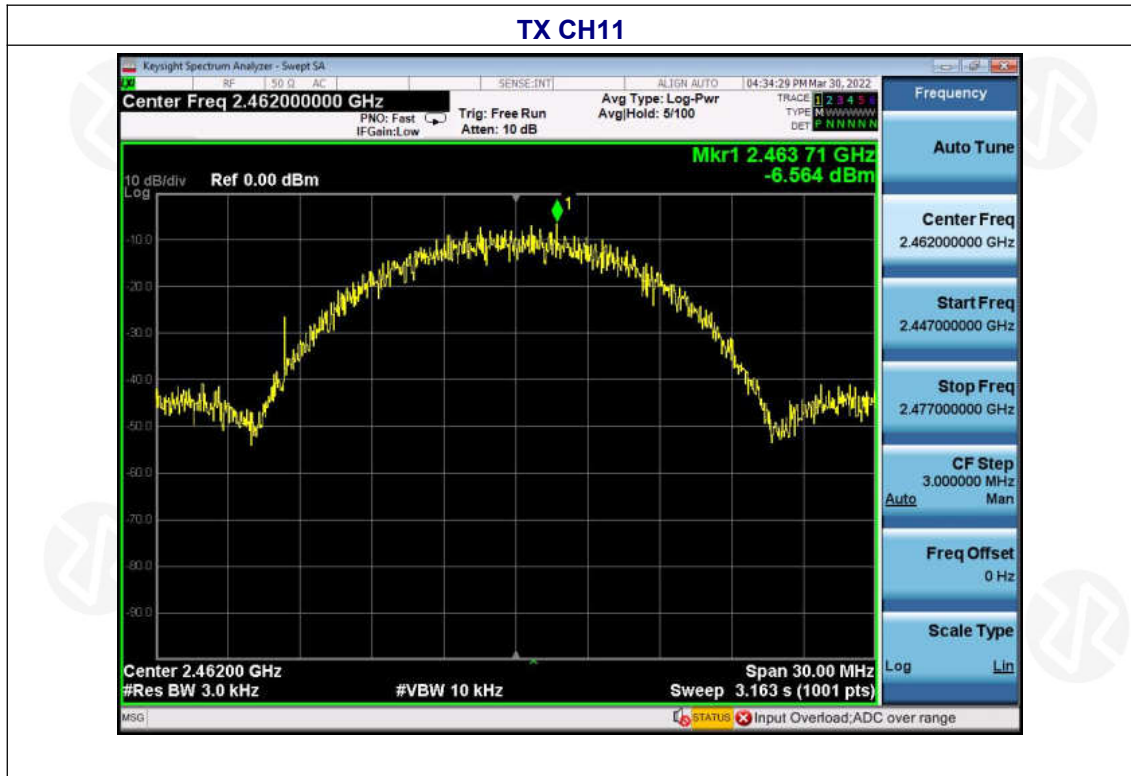 TX CH11
Keysight Spectrum Analyzer - Swept SA
RF 50 Ω AC SENSE:INT ALIGN AUTO 04:34:29 PM Mar 30, 2022
Center Freq 2.462000000 GHz
PNO: Fast
IFGain:Low
Trig: Free Run
Atten: 10 dB
Avg Type: Log-Pwr
Avg|Hold: 5/100
TRACE 1 2 3 4 5 6
TYPE M WWWWW
DET P N N N N N
Mkr1 2.463 71 GHz
-6.564 dBm
10 dB/div Ref 0.00 dBm
Log
1
-10.0
-20.0
-30.0
-40.0
-50.0
-60.0
-70.0
-80.0
-90.0
Center 2.46200 GHz Span 30.00 MHz
#Res BW 3.0 kHz #VBW 10 kHz Sweep 3.163 s (1001 pts)
MSG STATUS Input Overload;ADC over range
Frequency
Auto Tune
Center Freq
2.462000000 GHz
Start Freq
2.447000000 GHz
Stop Freq
2.477000000 GHz
CF Step
3.000000 MHz
Auto Man
Freq Offset
0 Hz
Scale Type
Log Lin